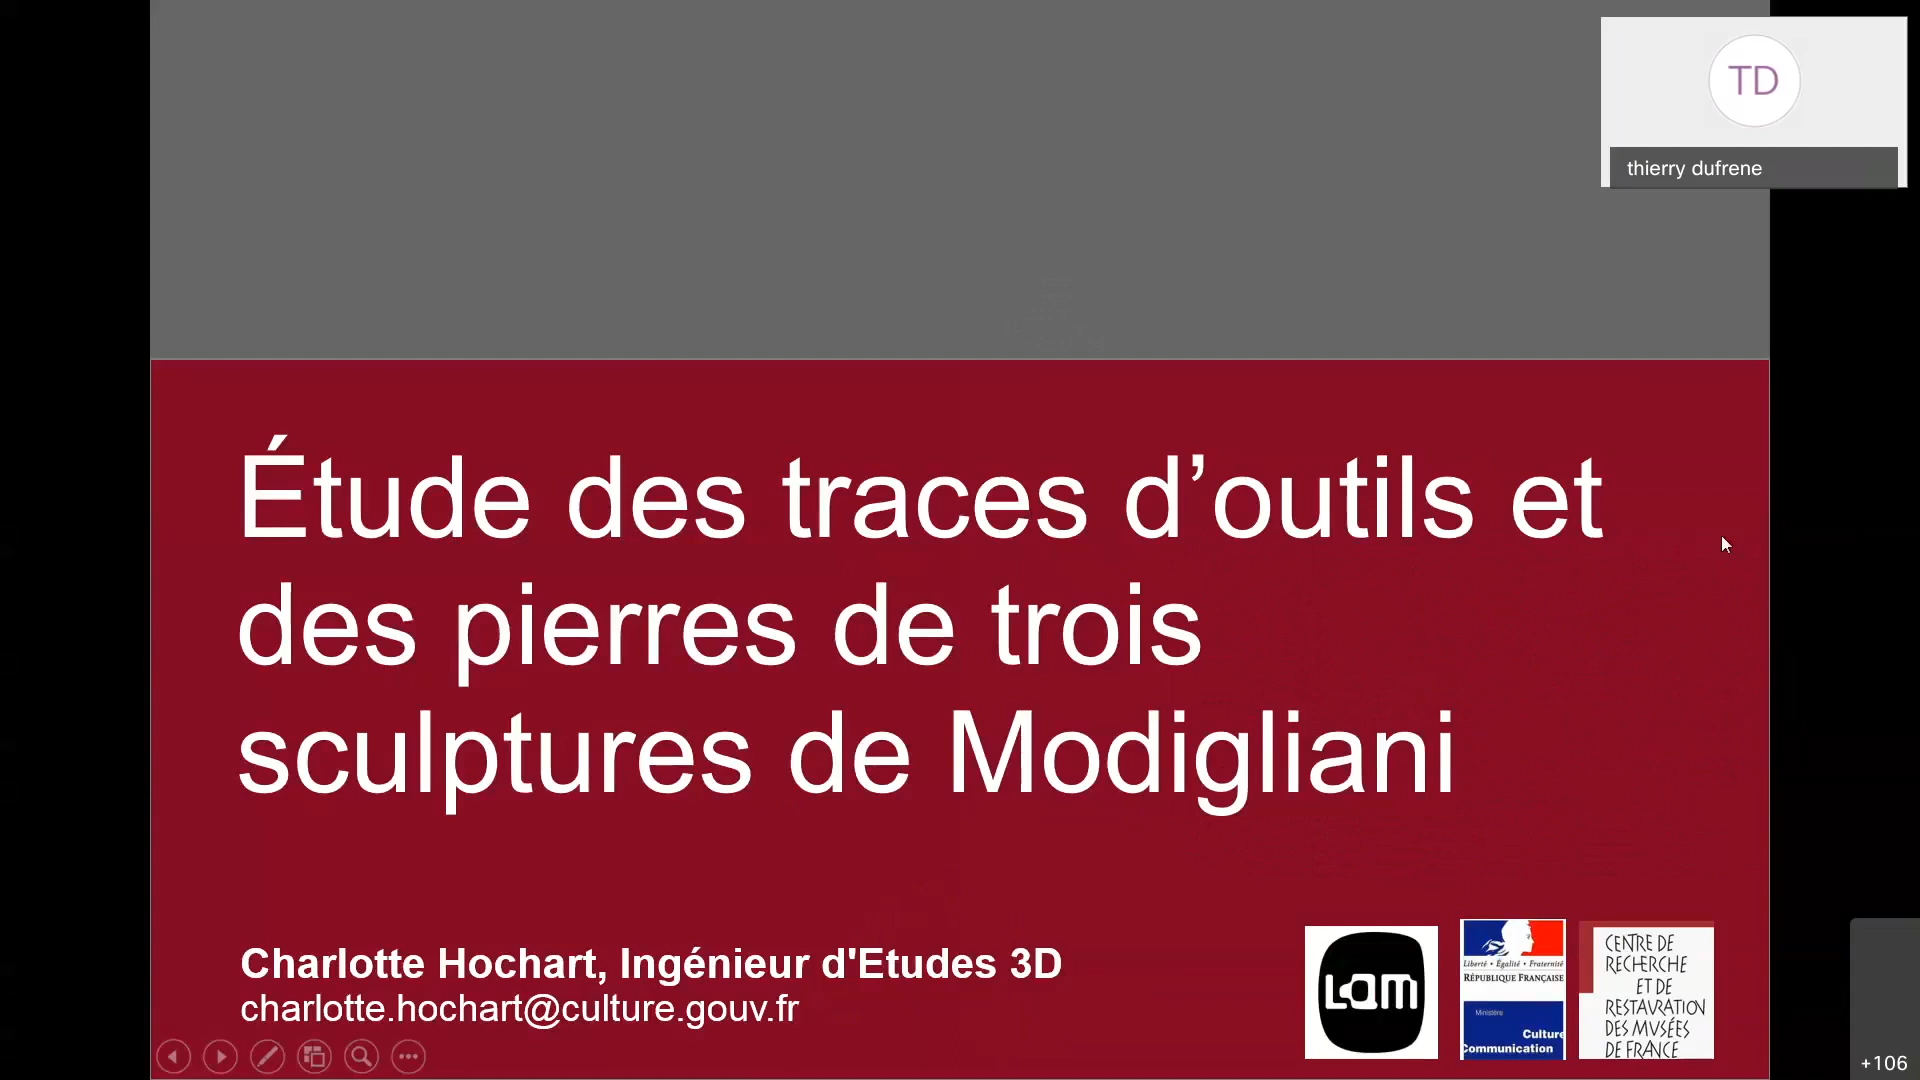 TD
thierry dufrene
Étude des traces d’outils et
des pierres de trois
sculptures de Modigliani
Charlotte Hochart, Ingénieur d'Etudes 3D
charlotte.hochart@culture.gouv.fr
LAM
Liberté • Égalité • Fraternité
RÉPUBLIQUE FRANÇAISE
Ministère
Culture
Communication
CENTRE DE
RECHERCHE
ET DE
RESTAURATION
DES MUSÉES
DE FRANCE
+106